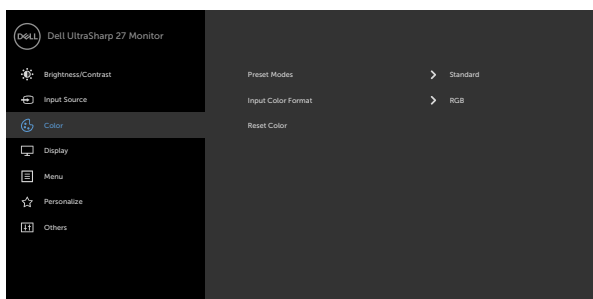 DELL Dell UltraSharp 27 Monitor
Brightness/Contrast Preset Modes Standard
Input Source Input Color Format RGB
Color Reset Color
Display
Menu
Personalize
Others